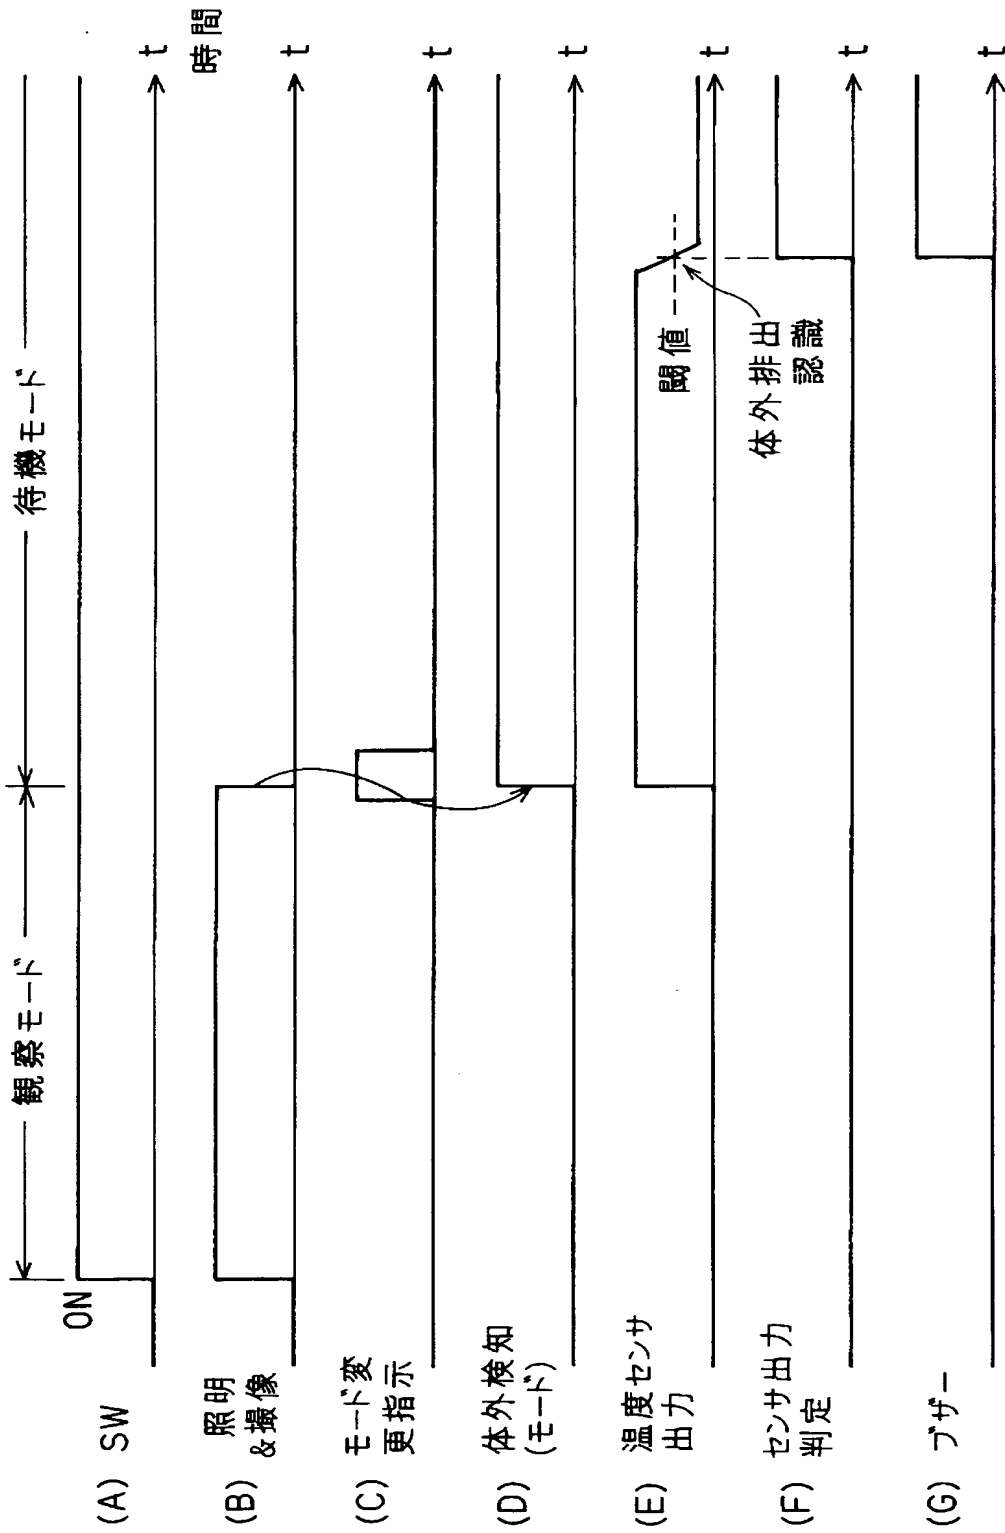 観察モード
待機モード
ON
(A) SW
t
時間
(B) 照明
&撮像
t
(C) モード変
更指示
t
(D) 体外検知
(モード)
t
(E) 温度センサ
出力
閾値
t
体外排出
認識
(F) センサ出力
判定
t
(G) ブザー
t